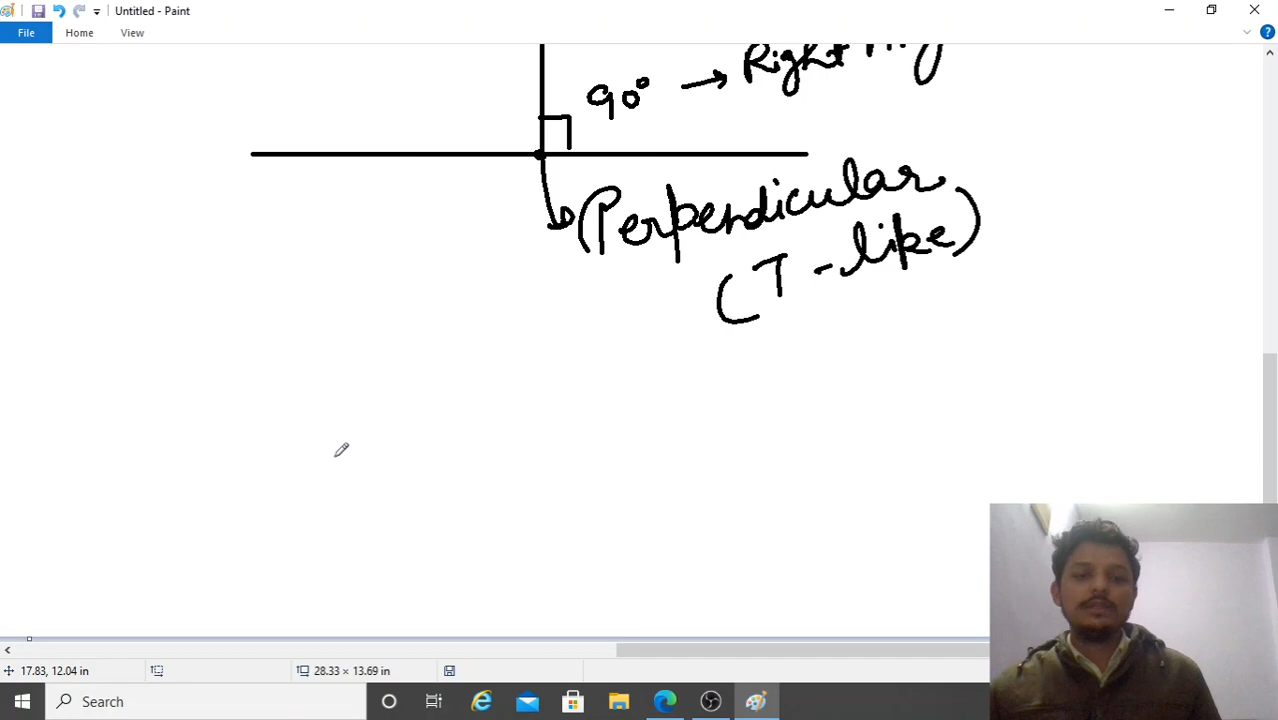 Untitled - Paint
File Home View
90° → Right
(Perpendicular
(T-like)
17.83, 12.04 in
28.33 × 13.69 in
Search